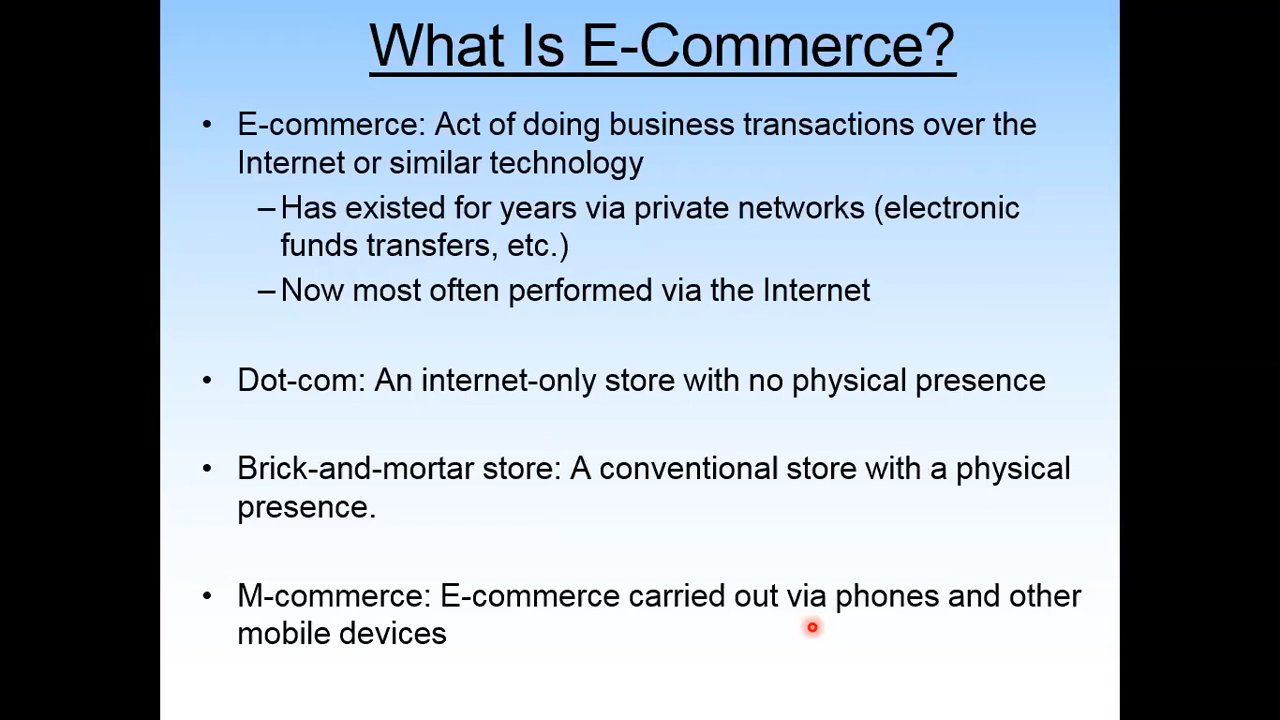 What Is E-Commerce?
• E-commerce: Act of doing business transactions over the
Internet or similar technology
–Has existed for years via private networks (electronic
funds transfers, etc.)
–Now most often performed via the Internet
• Dot-com: An internet-only store with no physical presence
• Brick-and-mortar store: A conventional store with a physical
presence.
• M-commerce: E-commerce carried out via phones and other
mobile devices